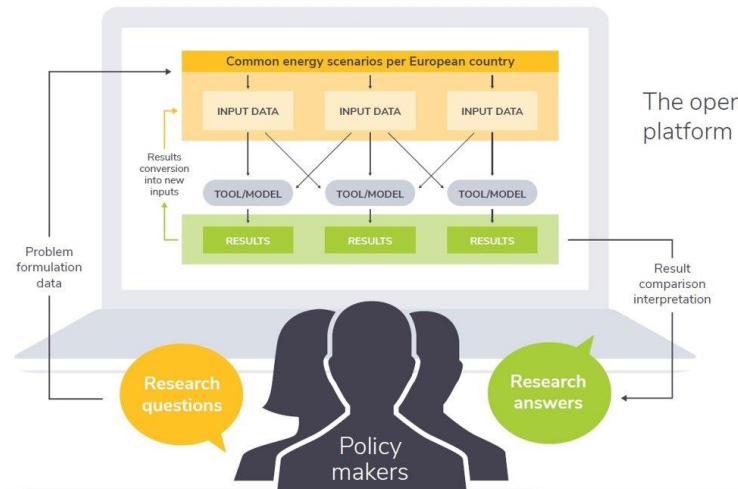 Common energy scenarios per European country
INPUT DATA
INPUT DATA
INPUT DATA
The oper
platform
Results
conversion
into new
inputs
TOOL/MODEL
TOOL/MODEL
TOOL/MODEL
RESULTS
RESULTS
RESULTS
Problem
formulation
data
Result
comparison
interpretation
Research
questions
Research
answers
Policy
makers